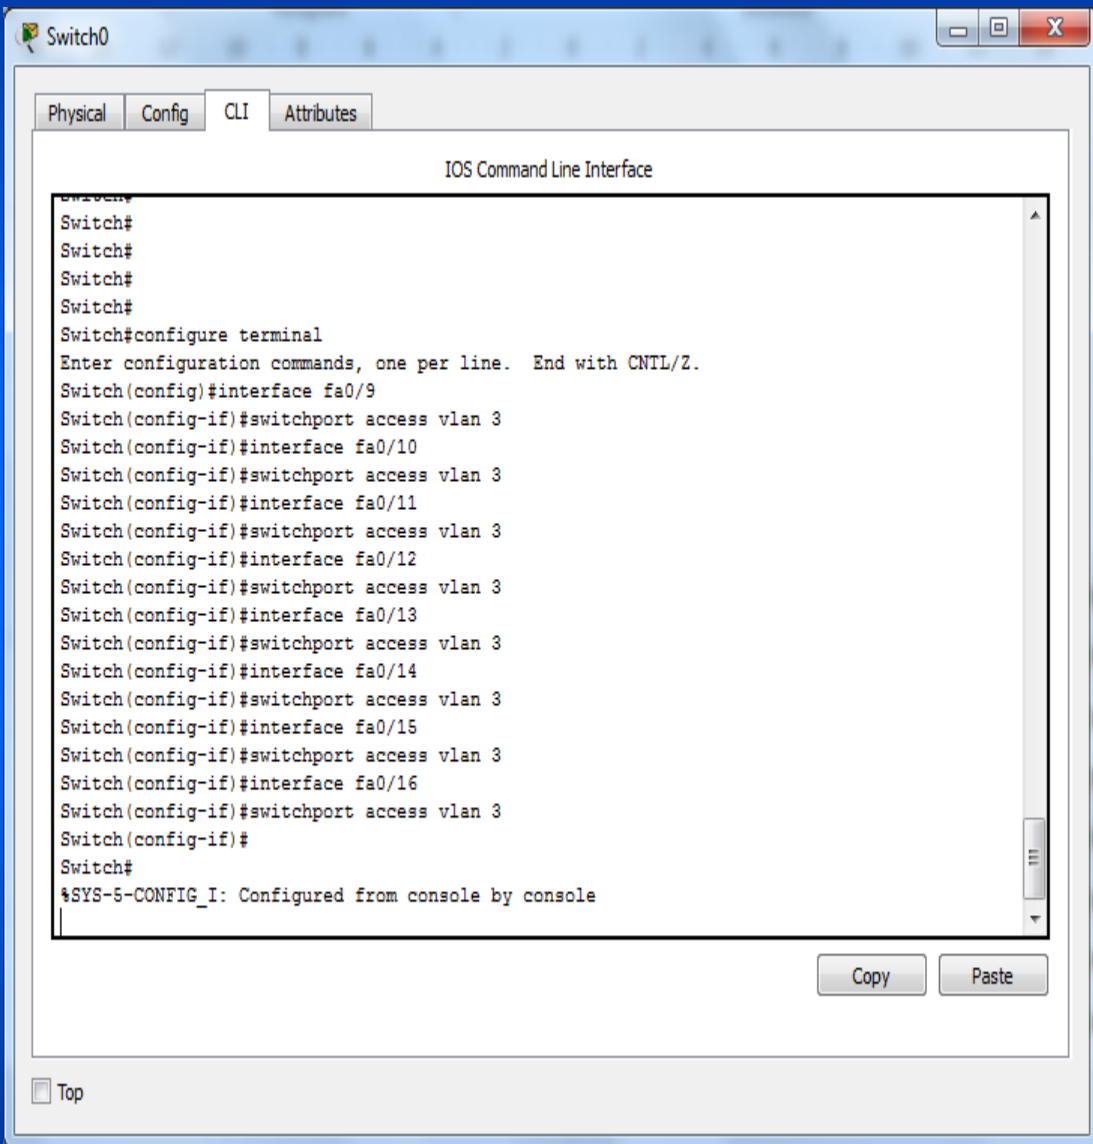 Switch0
Physical Config CLI Attributes
IOS Command Line Interface
Switch#
Switch#
Switch#
Switch#
Switch#configure terminal
Enter configuration commands, one per line.  End with CNTL/Z.
Switch(config)#interface fa0/9
Switch(config-if)#switchport access vlan 3
Switch(config-if)#interface fa0/10
Switch(config-if)#switchport access vlan 3
Switch(config-if)#interface fa0/11
Switch(config-if)#switchport access vlan 3
Switch(config-if)#interface fa0/12
Switch(config-if)#switchport access vlan 3
Switch(config-if)#interface fa0/13
Switch(config-if)#switchport access vlan 3
Switch(config-if)#interface fa0/14
Switch(config-if)#switchport access vlan 3
Switch(config-if)#interface fa0/15
Switch(config-if)#switchport access vlan 3
Switch(config-if)#interface fa0/16
Switch(config-if)#switchport access vlan 3
Switch(config-if)#
Switch#
%SYS-5-CONFIG_I: Configured from console by console
Copy Paste
Top